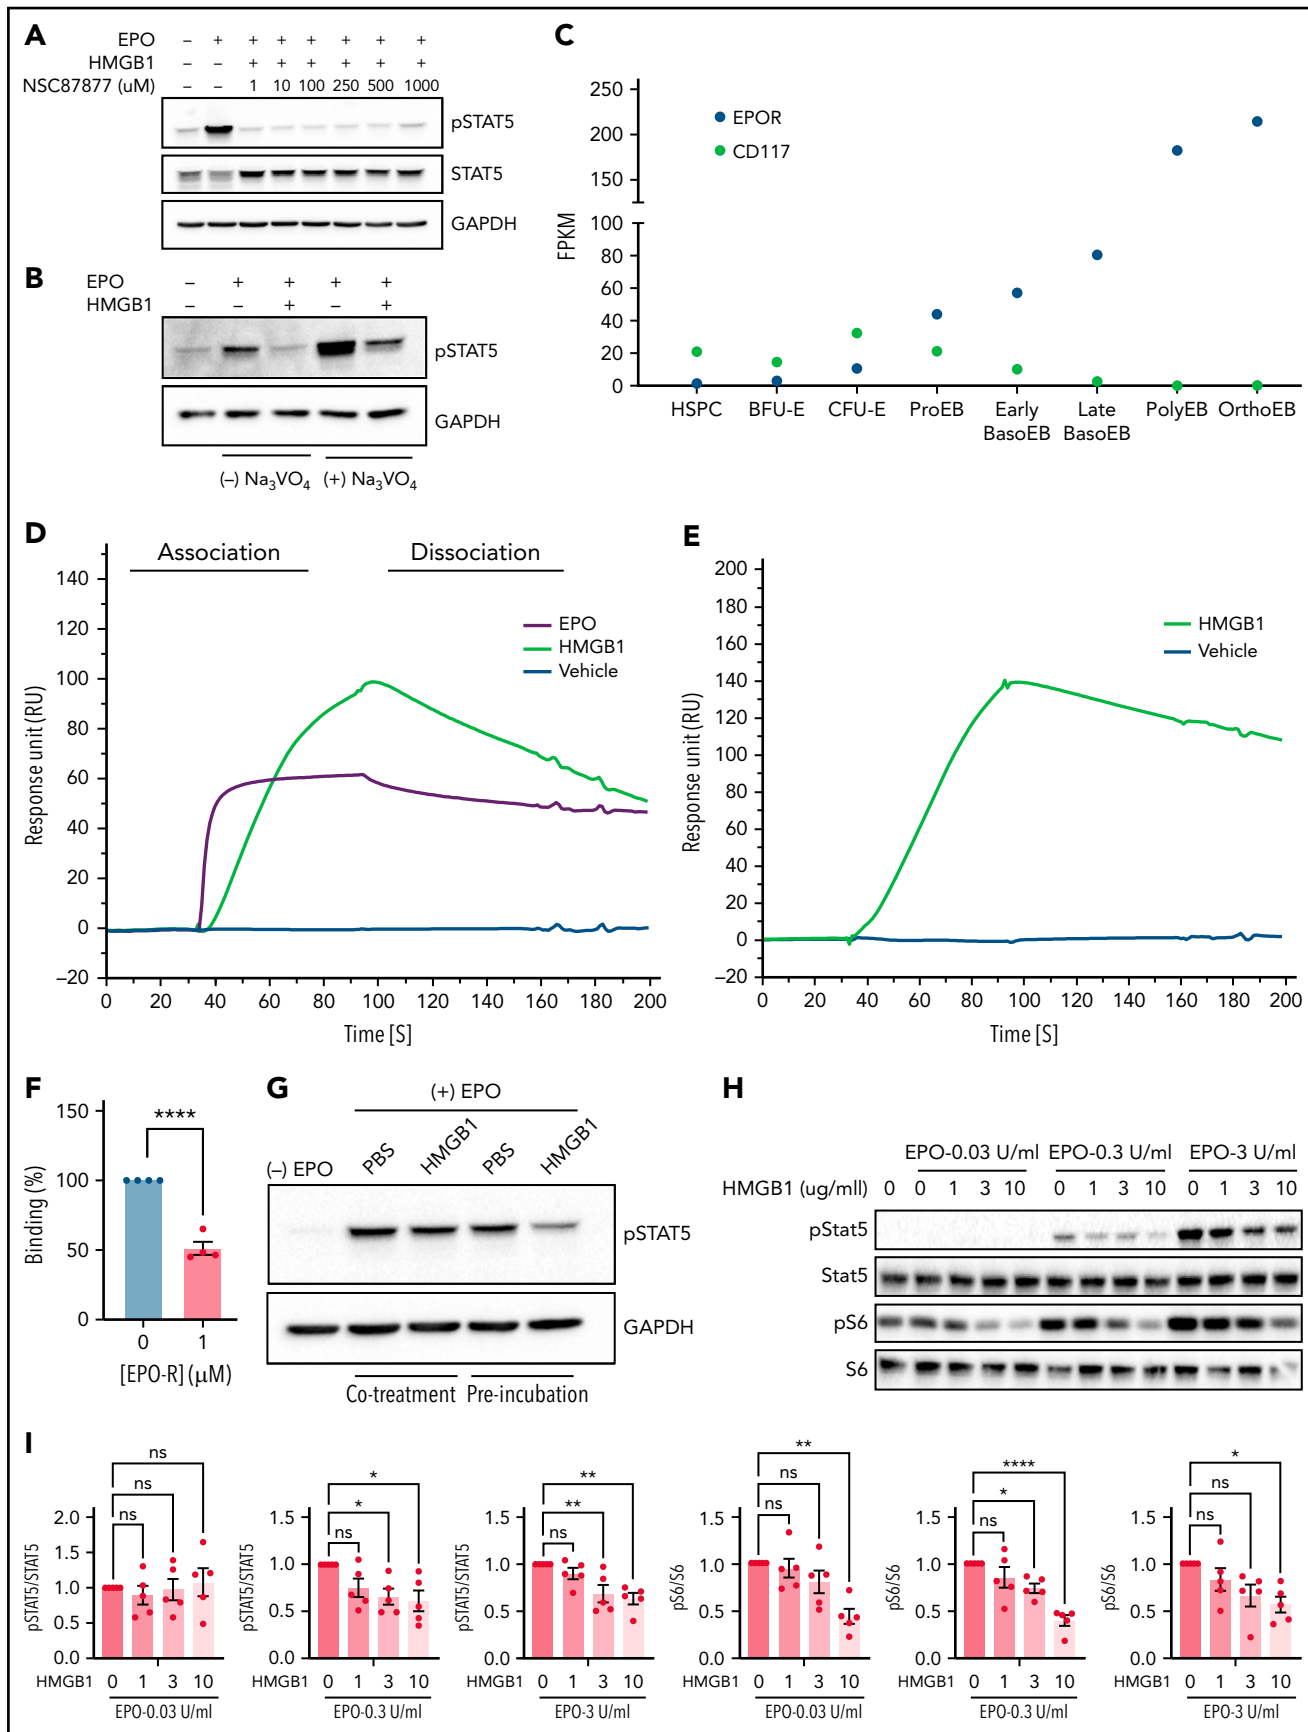 A
EPO – + + + + + + +
HMGB1 – – + + + + + +
NSC87877 (uM) – – 1 10 100 250 500 1000
pSTAT5
STAT5
GAPDH
B
EPO – + + + +
HMGB1 – – + – +
pSTAT5
GAPDH
(–) Na3VO4 (+) Na3VO4
C
250
200
150
100
80
60
40
20
0
FPKM
EPOR
CD117
HSPC BFU-E CFU-E ProEB Early BasoEB Late BasoEB PolyEB OrthoEB
D
Association Dissociation
140
120
100
80
60
40
20
0
–20
Response unit (RU)
EPO
HMGB1
Vehicle
0 20 40 60 80 100 120 140 160 180 200
Time [S]
E
200
180
160
140
120
100
80
60
40
20
0
–20
Response unit (RU)
HMGB1
Vehicle
0 20 40 60 80 100 120 140 160 180 200
Time [S]
F
150
100
50
0
Binding (%)
****
0 1
[EPO-R] (μM)
G
(+) EPO
(–) EPO PBS HMGB1 PBS HMGB1
pSTAT5
GAPDH
Co-treatment Pre-incubation
H
EPO-0.03 U/ml EPO-0.3 U/ml EPO-3 U/ml
HMGB1 (ug/mll) 0 0 1 3 10 0 1 3 10 0 1 3 10
pStat5
Stat5
pS6
S6
I
ns
ns
ns
2.0
1.5
1.0
0.5
0.0
pSTAT5/STAT5
HMGB1 0 1 3 10
EPO-0.03 U/ml
*
*
ns
1.5
1.0
0.5
0.0
pSTAT5/STAT5
HMGB1 0 1 3 10
EPO-0.3 U/ml
**
**
ns
1.5
1.0
0.5
0.0
pSTAT5/STAT5
HMGB1 0 1 3 10
EPO-3 U/ml
**
ns
ns
1.5
1.0
0.5
0.0
pS6/S6
HMGB1 0 1 3 10
EPO-0.03 U/ml
****
*
ns
1.5
1.0
0.5
0.0
pS6/S6
HMGB1 0 1 3 10
EPO-0.3 U/ml
*
ns
ns
1.5
1.0
0.5
0.0
pS6/S6
HMGB1 0 1 3 10
EPO-3 U/ml